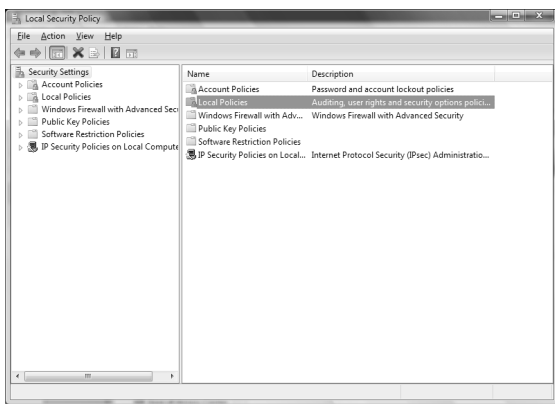 Local Security Policy
File Action View Help
Security Settings
Account Policies
Local Policies
Windows Firewall with Advanced Secu
Public Key Policies
Software Restriction Policies
IP Security Policies on Local Compute
Name Description
Account Policies Password and account lockout policies
Local Policies Auditing, user rights and security options polici...
Windows Firewall with Adv... Windows Firewall with Advanced Security
Public Key Policies
Software Restriction Policies
IP Security Policies on Local... Internet Protocol Security (IPsec) Administratio...